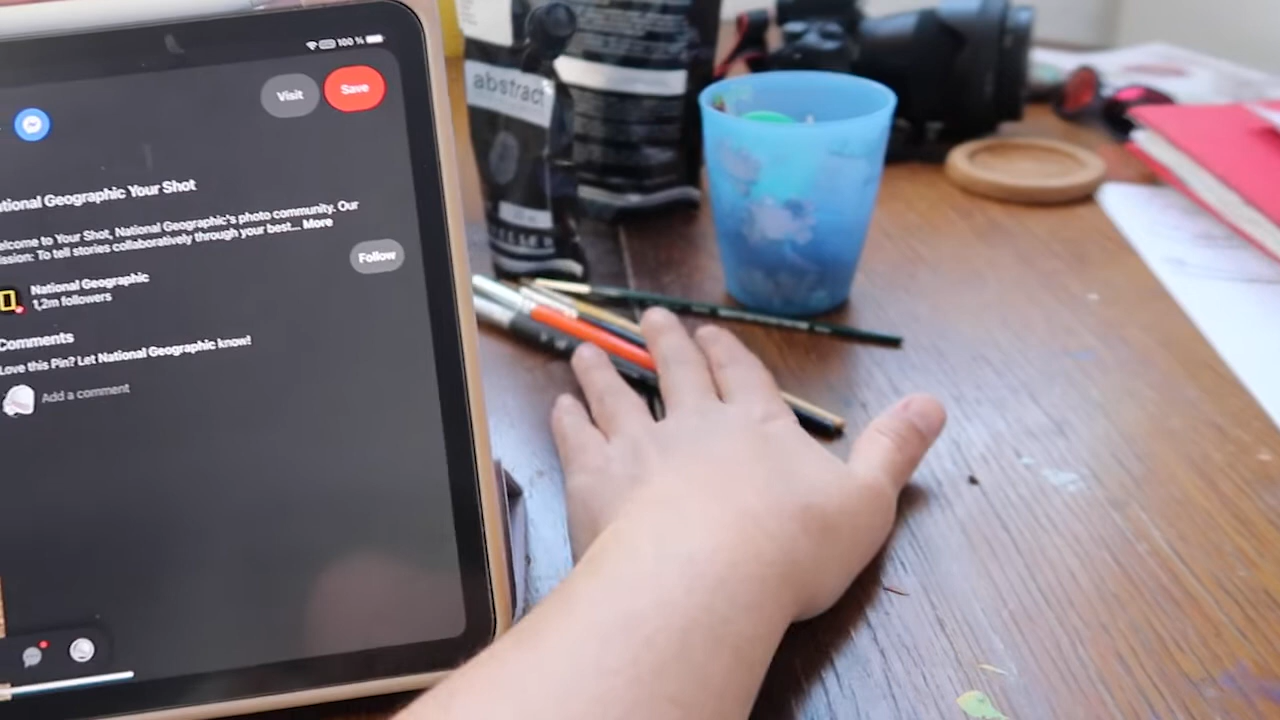 100 %
Visit
Save
ational Geographic Your Shot
elcome to Your Shot, National Geographic's photo community. Our
ission: To tell stories collaboratively through your best... More
National Geographic
1,2m followers
Follow
Comments
Love this Pin? Let National Geographic know!
Add a comment
abstract